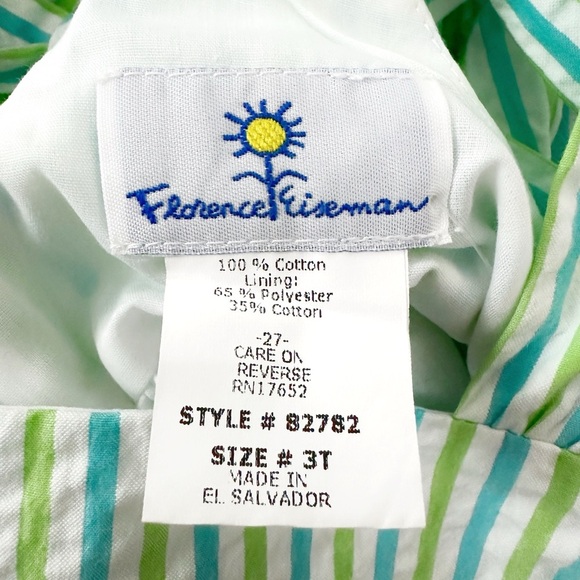 Florence Eiseman
100 % Cotton
Lining:
65 % Polyester
35% Cotton
-27-
CARE ON
REVERSE
RN17652
STYLE # 82782
SIZE # 3T
MADE IN
EL SALVADOR